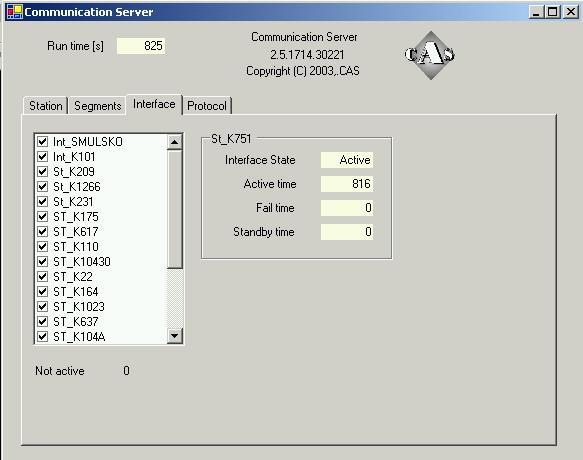 Communication Server
Run time [s] 825
Communication Server
2.5.1714.30221
Copyright (C) 2003,.CAS
CAS
Station Segments Interface Protocol
Int_SMULSKO
Int_K101
St_K209
St_K1266
St_K231
ST_K175
ST_K617
ST_K110
ST_K10430
ST_K22
ST_K164
ST_K1023
ST_K637
ST_K104A
St_K751
Interface State Active
Active time 816
Fail time 0
Standby time 0
Not active 0